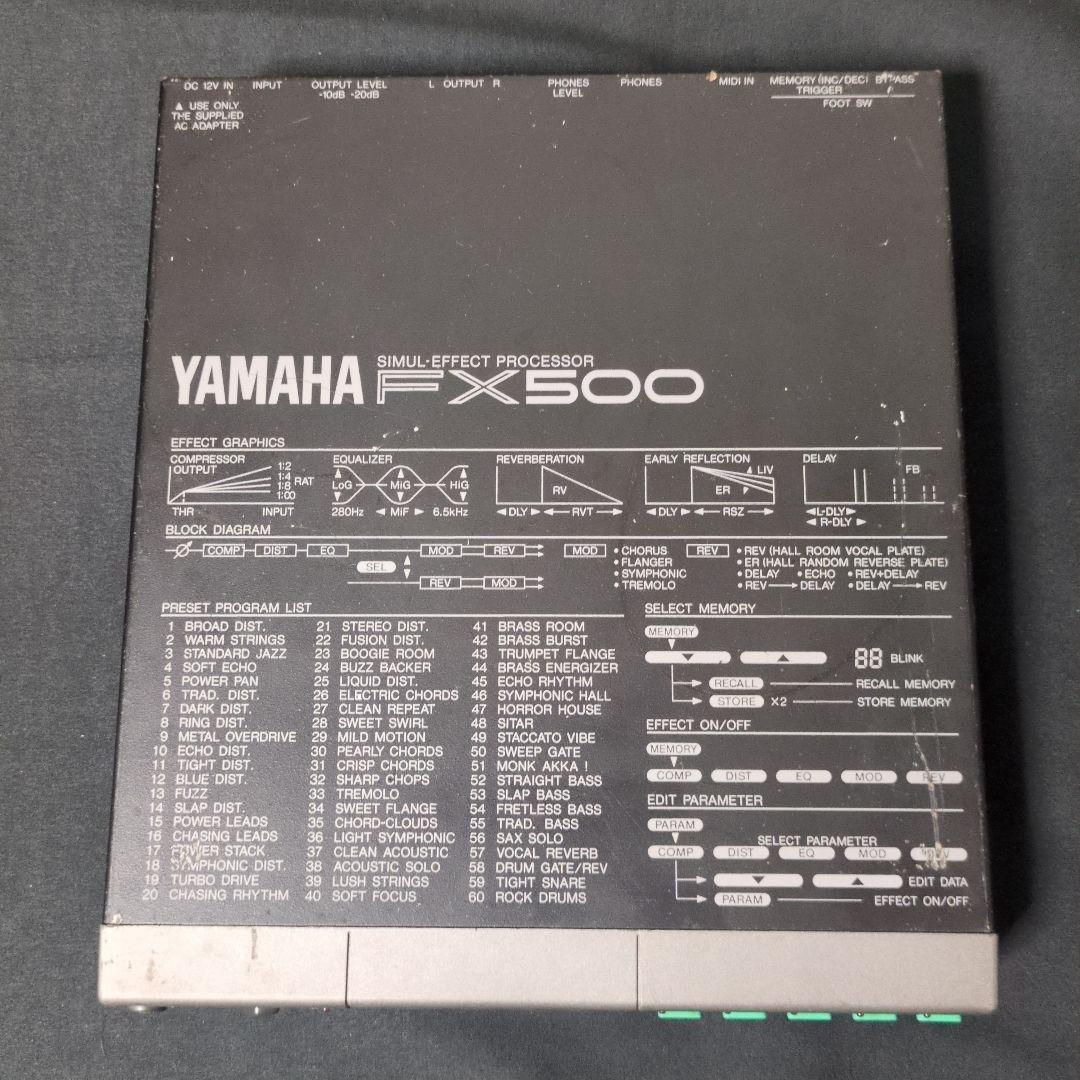 DC 12V IN INPUT OUTPUT LEVEL L OUTPUT R PHONES PHONES MIDI IN MEMORY (INC/DEC) BYPASS
-10dB -20dB LEVEL TRIGGER
FOOT SW
▲ USE ONLY
THE SUPPLIED
AC ADAPTER
SIMUL-EFFECT PROCESSOR
YAMAHA FX500
EFFECT GRAPHICS
COMPRESSOR EQUALIZER REVERBERATION EARLY REFLECTION DELAY
OUTPUT 1:2 LIV FB
1:4 RAT LoG MiG HiG RV ER
1:8
1:∞
THR INPUT 280Hz ◄ MiF ► 6.5kHz ◄DLY► ◄RVT► ◄DLY► ◄RSZ► ◄L-DLY►
◄R-DLY►
BLOCK DIAGRAM
COMP DIST EQ MOD REV
SEL
REV MOD
MOD • CHORUS
• FLANGER
• SYMPHONIC
• TREMOLO
REV • REV (HALL ROOM VOCAL PLATE)
• ER (HALL RANDOM REVERSE PLATE)
• DELAY • ECHO • REV+DELAY
• REV → DELAY • DELAY → REV
PRESET PROGRAM LIST
1 BROAD DIST.
2 WARM STRINGS
3 STANDARD JAZZ
4 SOFT ECHO
5 POWER PAN
6 TRAD. DIST.
7 DARK DIST.
8 RING DIST.
9 METAL OVERDRIVE
10 ECHO DIST.
11 TIGHT DIST.
12 BLUE DIST.
13 FUZZ
14 SLAP DIST.
15 POWER LEADS
16 CHASING LEADS
17 POWER STACK
18 SYMPHONIC DIST.
19 TURBO DRIVE
20 CHASING RHYTHM
21 STEREO DIST.
22 FUSION DIST.
23 BOOGIE ROOM
24 BUZZ BACKER
25 LIQUID DIST.
26 ELECTRIC CHORDS
27 CLEAN REPEAT
28 SWEET SWIRL
29 MILD MOTION
30 PEARLY CHORDS
31 CRISP CHORDS
32 SHARP CHOPS
33 TREMOLO
34 SWEET FLANGE
35 CHORD-CLOUDS
36 LIGHT SYMPHONIC
37 CLEAN ACOUSTIC
38 ACOUSTIC SOLO
39 LUSH STRINGS
40 SOFT FOCUS
41 BRASS ROOM
42 BRASS BURST
43 TRUMPET FLANGE
44 BRASS ENERGIZER
45 ECHO RHYTHM
46 SYMPHONIC HALL
47 HORROR HOUSE
48 SITAR
49 STACCATO VIBE
50 SWEEP GATE
51 MONK AKKA !
52 STRAIGHT BASS
53 SLAP BASS
54 FRETLESS BASS
55 TRAD. BASS
56 SAX SOLO
57 VOCAL REVERB
58 DRUM GATE/REV
59 TIGHT SNARE
60 ROCK DRUMS
SELECT MEMORY
MEMORY
▼ ▲ 88 BLINK
RECALL RECALL MEMORY
STORE X2 STORE MEMORY
EFFECT ON/OFF
MEMORY
COMP DIST EQ MOD REV
EDIT PARAMETER
PARAM
SELECT PARAMETER
COMP DIST EQ MOD REV
▼ ▲ EDIT DATA
PARAM EFFECT ON/OFF